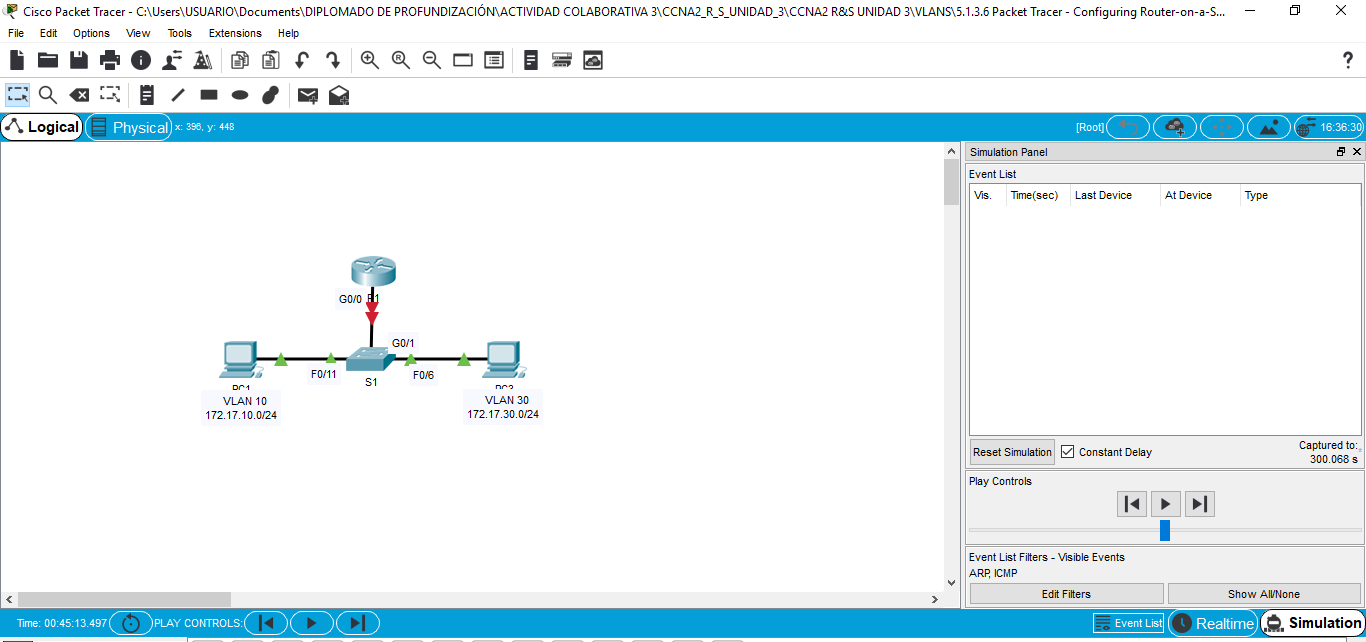 Cisco Packet Tracer - C:\Users\USUARIO\Documents\DIPLOMADO DE PROFUNDIZACIÓN\ACTIVIDAD COLABORATIVA 3\CCNA2_R_S_UNIDAD_3\CCNA2 R&S UNIDAD 3\VLANS\5.1.3.6 Packet Tracer - Configuring Router-on-a-S...
File Edit Options View Tools Extensions Help
Logical Physical x: 396, y: 448 [Root] 16:36:30
Simulation Panel
Event List
Vis. Time(sec) Last Device At Device Type
G0/0 R1
G0/1
F0/11 F0/6
S1
PC1
VLAN 10
172.17.10.0/24
VLAN 30
172.17.30.0/24
Reset Simulation Constant Delay Captured to:
300.068 s
Play Controls
Event List Filters - Visible Events
ARP, ICMP
Edit Filters Show All/None
Time: 00:45:13.497 PLAY CONTROLS: Event List Realtime Simulation